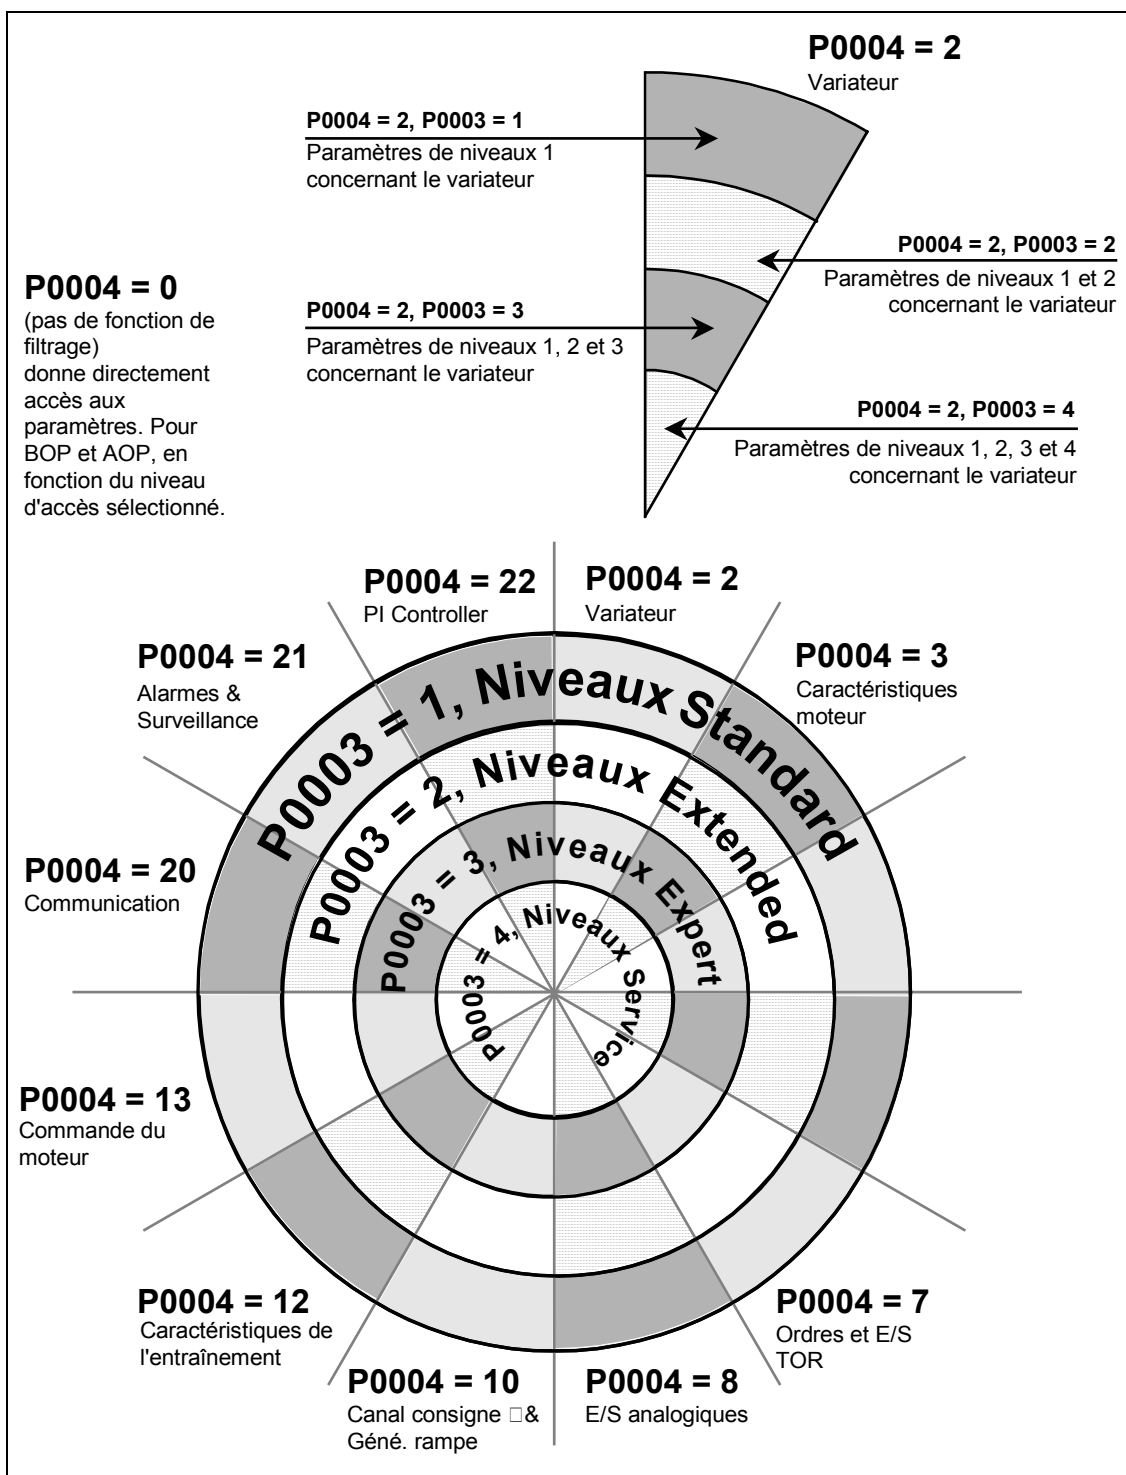 P0004 = 2
Variateur
P0004 = 2, P0003 = 1
Paramètres de niveaux 1
concernant le variateur
P0004 = 2, P0003 = 2
Paramètres de niveaux 1 et 2
concernant le variateur
P0004 = 0
(pas de fonction de
filtrage)
donne directement
accès aux
paramètres. Pour
BOP et AOP, en
fonction du niveau
d'accès sélectionné.
P0004 = 2, P0003 = 3
Paramètres de niveaux 1, 2 et 3
concernant le variateur
P0004 = 2, P0003 = 4
Paramètres de niveaux 1, 2, 3 et 4
concernant le variateur
P0004 = 22
PI Controller
P0004 = 2
Variateur
P0004 = 21
Alarmes &
Surveillance
P0004 = 3
Caractéristiques
moteur
P0003 = 1, Niveaux Standard
P0003 = 2, Niveaux Extended
P0003 = 3, Niveaux Expert
P0003 = 4, Niveaux Service
P0004 = 20
Communication
P0004 = 13
Commande du
moteur
P0004 = 12
Caractéristiques de
l'entraînement
P0004 = 7
Ordres et E/S
TOR
P0004 = 10
Canal consigne □&
Géné. rampe
P0004 = 8
E/S analogiques